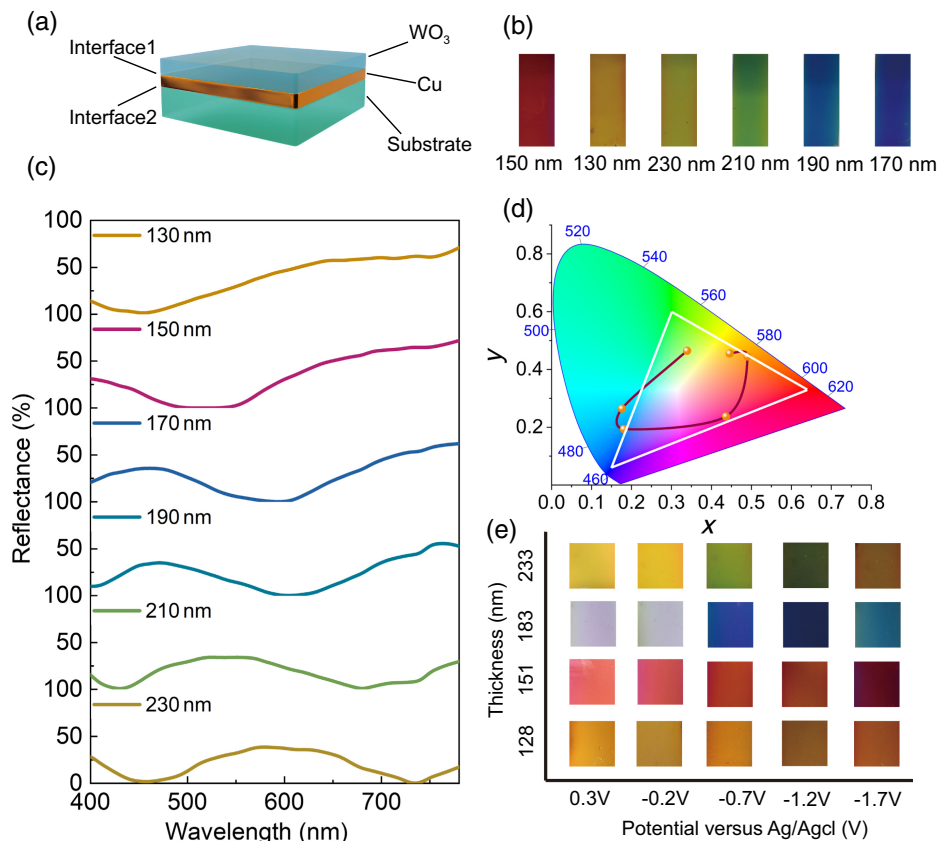 (a)
Interface1
Interface2
WO3
Cu
Substrate
(b)
150 nm 130 nm 230 nm 210 nm 190 nm 170 nm
(c)
Reflectance (%)
100
50
100
50
100
50
100
50
100
50
100
50
0
130 nm
150 nm
170 nm
190 nm
210 nm
230 nm
400 500 600 700
Wavelength (nm)
(d)
y
0.8
0.6
0.4
0.2
520
540
560
580
600
620
500
480
460
0.0 0.1 0.2 0.3 0.4 0.5 0.6 0.7 0.8
x
(e)
Thickness (nm)
233
183
151
128
0.3V -0.2V -0.7V -1.2V -1.7V
Potential versus Ag/Agcl (V)